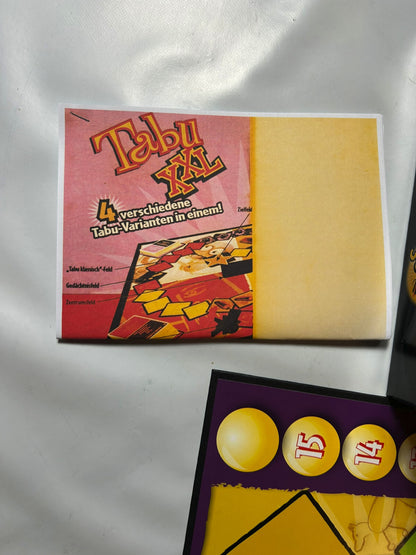 Tabu
XXL
4 verschiedene
Tabu-Varianten in einem!
Zielfeld
„Tabu klassisch"-Feld
Gedächtnisfeld
Zentrumsfeld
15
14